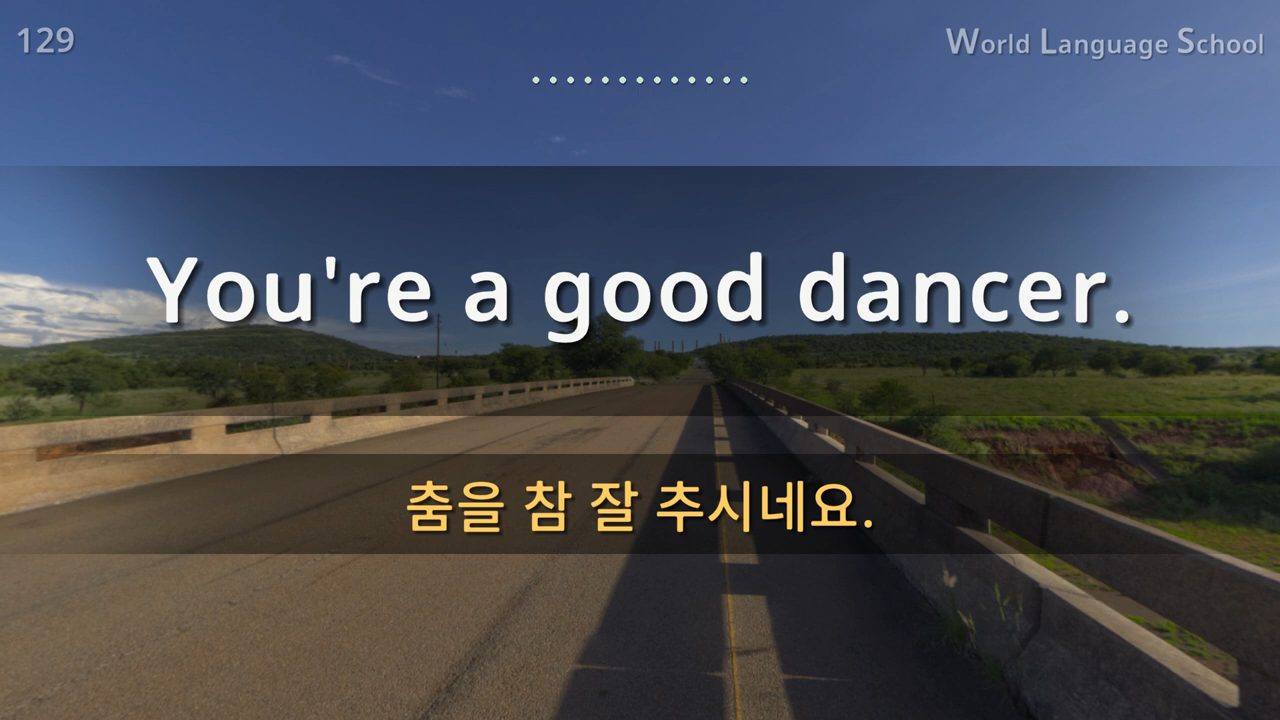 129
World Language School
You're a good dancer.
춤을 참 잘 추시네요.